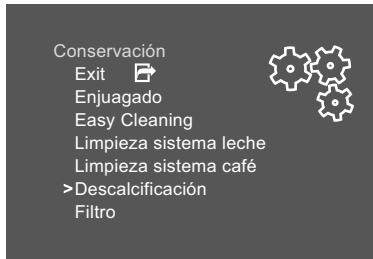 Conservación
Exit
Enjuagado
Easy Cleaning
Limpieza sistema leche
Limpieza sistema café
>Descalcificación
Filtro